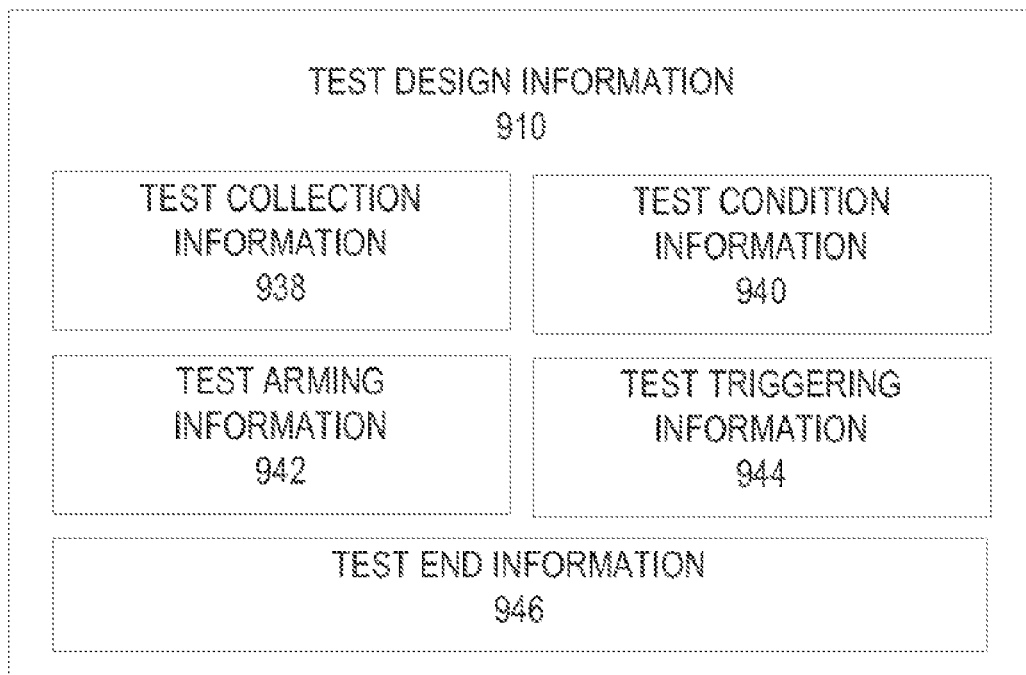 TEST DESIGN INFORMATION
910
TEST COLLECTION
INFORMATION
938
TEST CONDITION
INFORMATION
940
TEST ARMING
INFORMATION
942
TEST TRIGGERING
INFORMATION
944
TEST END INFORMATION
946